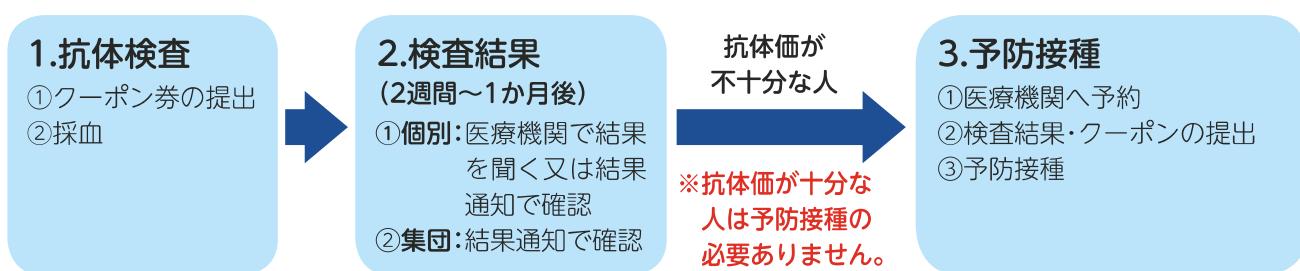 1.抗体検査
①クーポン券の提出
②採血
2.検査結果
（2週間～1か月後）
①個別：医療機関で結果
を聞く又は結果
通知で確認
②集団：結果通知で確認
抗体価が
不十分な人
※抗体価が十分な
人は予防接種の
必要ありません。
3.予防接種
①医療機関へ予約
②検査結果・クーポンの提出
③予防接種